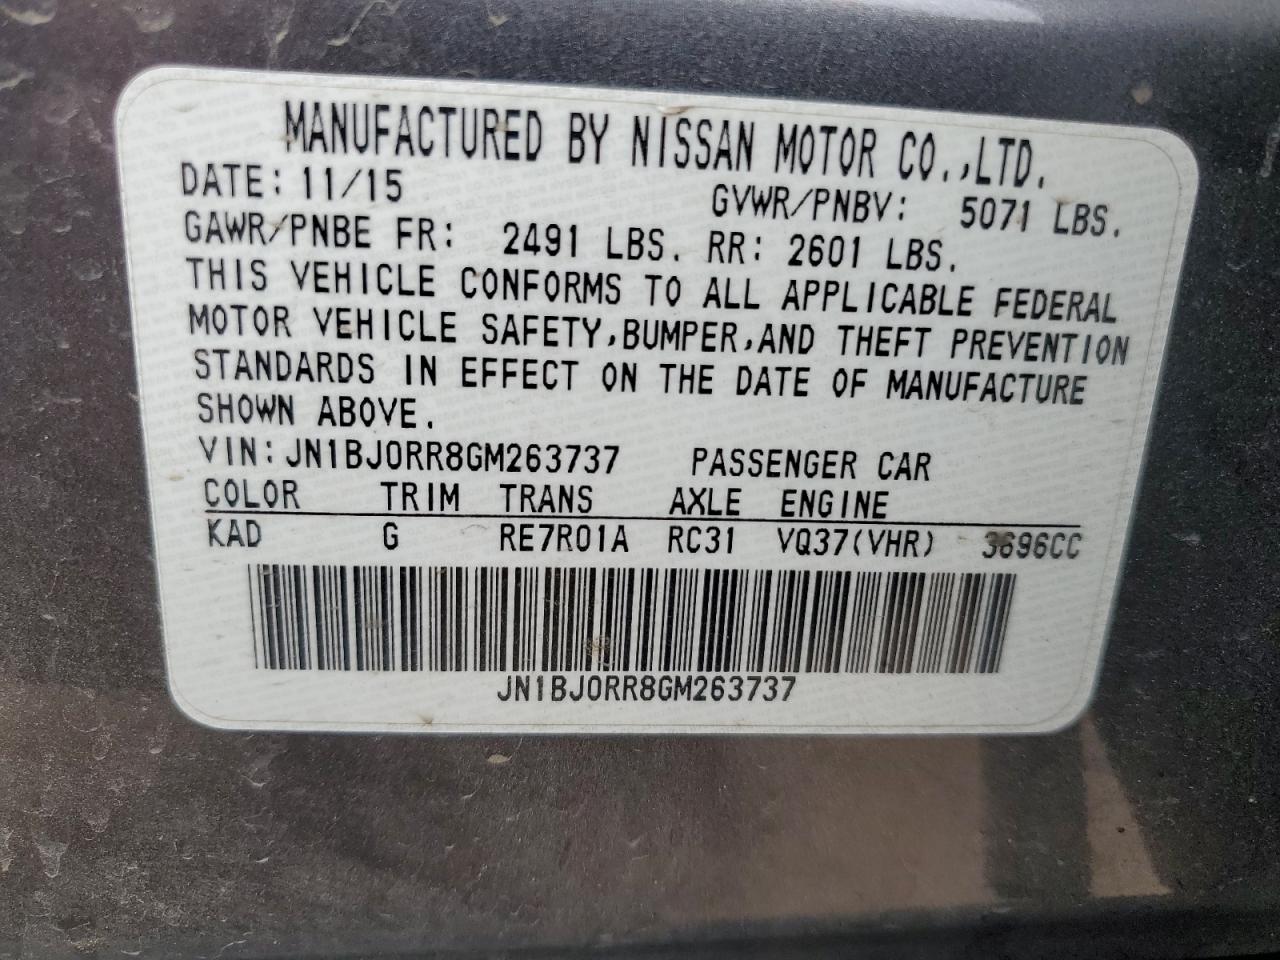 MANUFACTURED BY NISSAN MOTOR CO.,LTD.
DATE: 11/15 GVWR/PNBV: 5071 LBS.
GAWR/PNBE FR: 2491 LBS. RR: 2601 LBS.
THIS VEHICLE CONFORMS TO ALL APPLICABLE FEDERAL
MOTOR VEHICLE SAFETY,BUMPER,AND THEFT PREVENTION
STANDARDS IN EFFECT ON THE DATE OF MANUFACTURE
SHOWN ABOVE.
VIN: JN1BJ0RR8GM263737 PASSENGER CAR
COLOR TRIM TRANS AXLE ENGINE
KAD G RE7R01A RC31 VQ37(VHR) 3696CC
JN1BJ0RR8GM263737